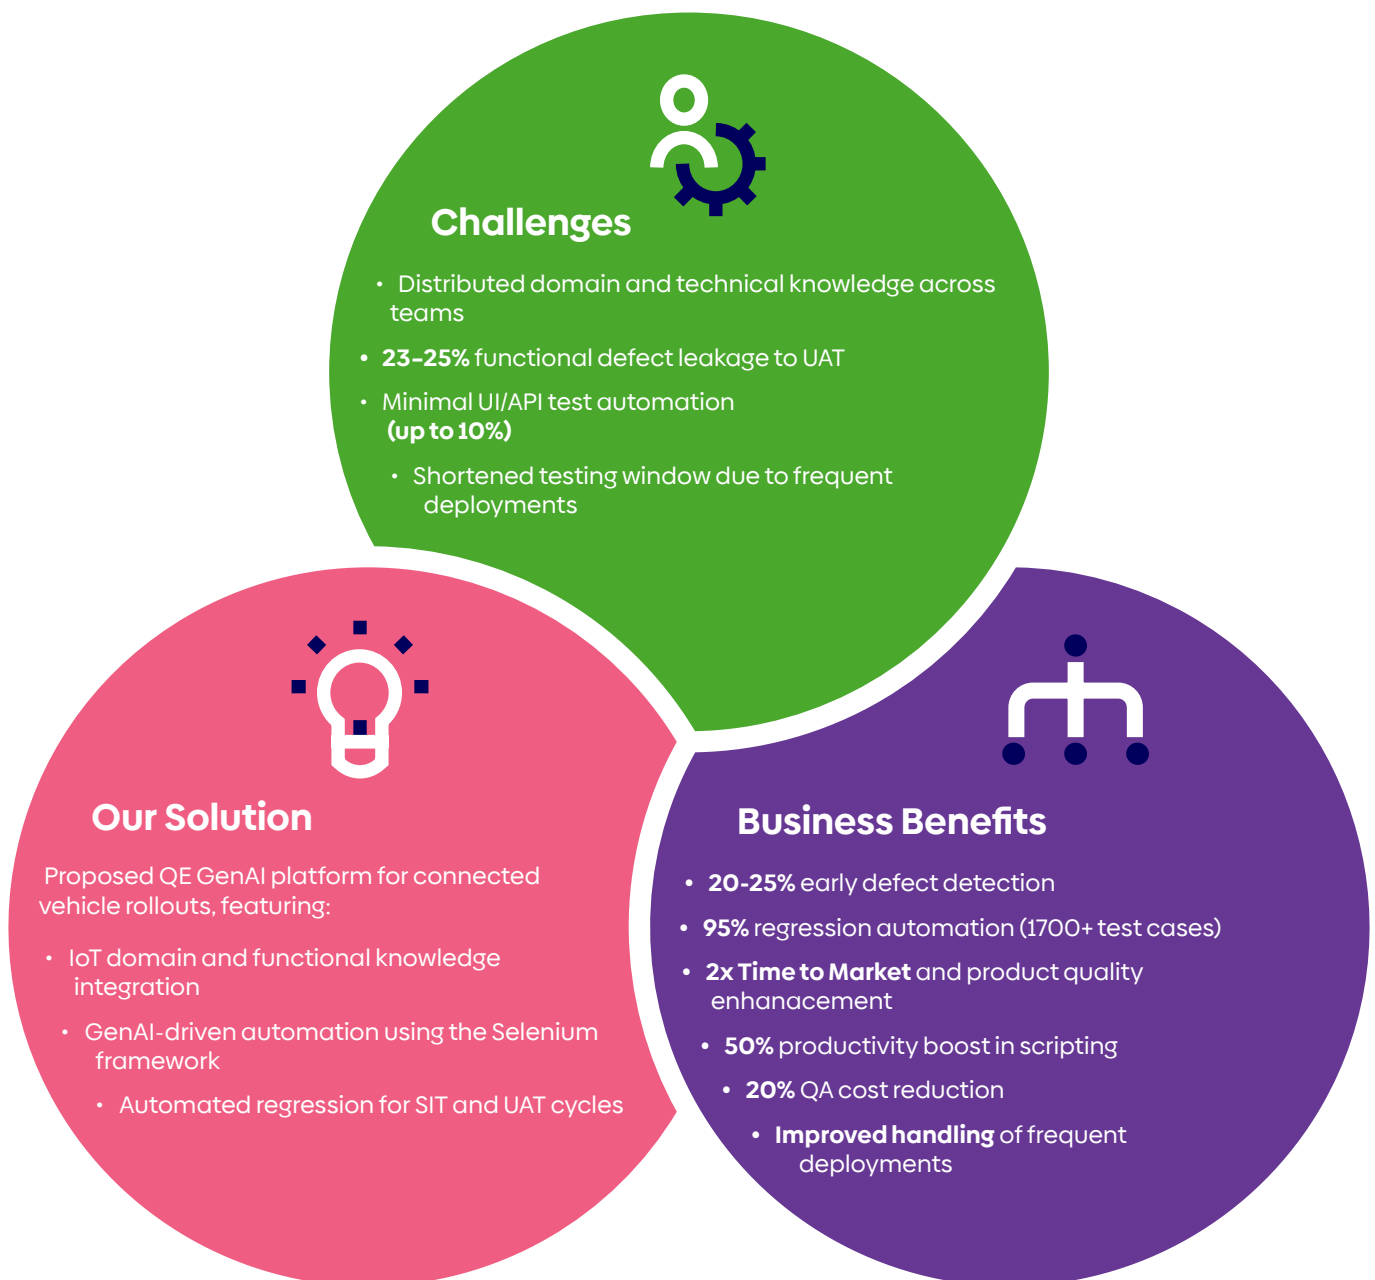 Challenges
• Distributed domain and technical knowledge across
teams
• 23–25% functional defect leakage to UAT
• Minimal UI/API test automation
(up to 10%)
• Shortened testing window due to frequent
deployments
Our Solution
Proposed QE GenAI platform for connected
vehicle rollouts, featuring:
• IoT domain and functional knowledge
integration
• GenAI-driven automation using the Selenium
framework
• Automated regression for SIT and UAT cycles
Business Benefits
• 20-25% early defect detection
• 95% regression automation (1700+ test cases)
• 2x Time to Market and product quality
enhanacement
• 50% productivity boost in scripting
• 20% QA cost reduction
• Improved handling of frequent
deployments